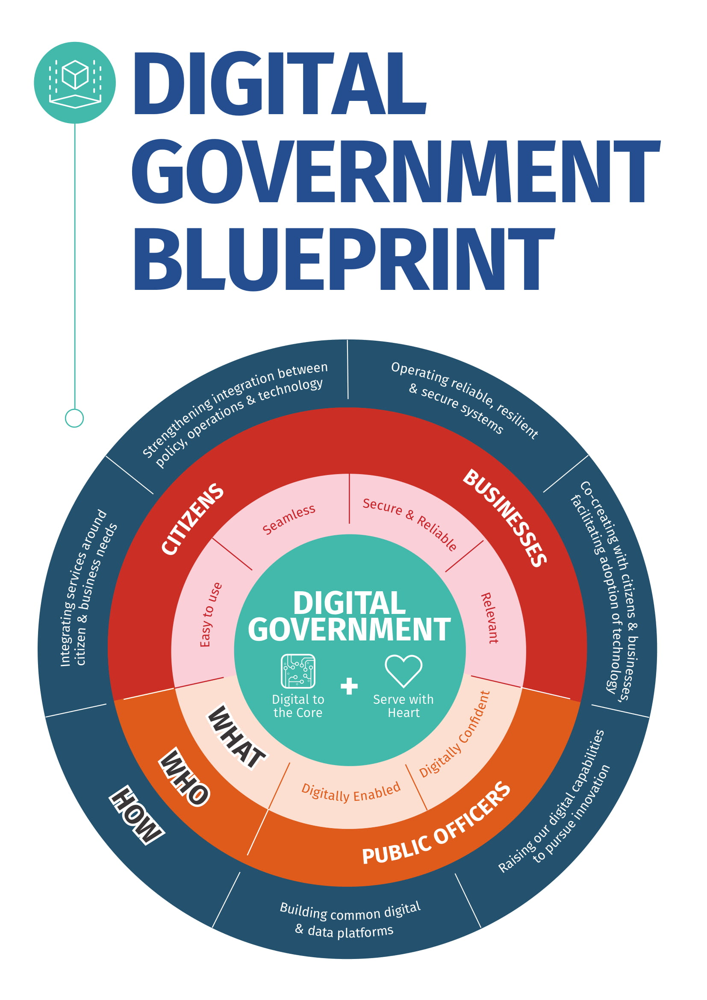 DIGITAL
GOVERNMENT
BLUEPRINT
Strengthening integration between
policy, operations & technology
Operating reliable, resilient
& secure systems
Co-creating with citizens & businesses,
facilitating adoption of technology
Raising our digital capabilities
to pursue innovation
Building common digital
& data platforms
HOW
Integrating services around
citizen & business needs
CITIZENS
BUSINESSES
PUBLIC OFFICERS
WHO
Seamless
Secure & Reliable
Relevant
Digitally Confident
Digitally Enabled
WHAT
Easy to use
DIGITAL
GOVERNMENT
Digital to
the Core
Serve with
Heart